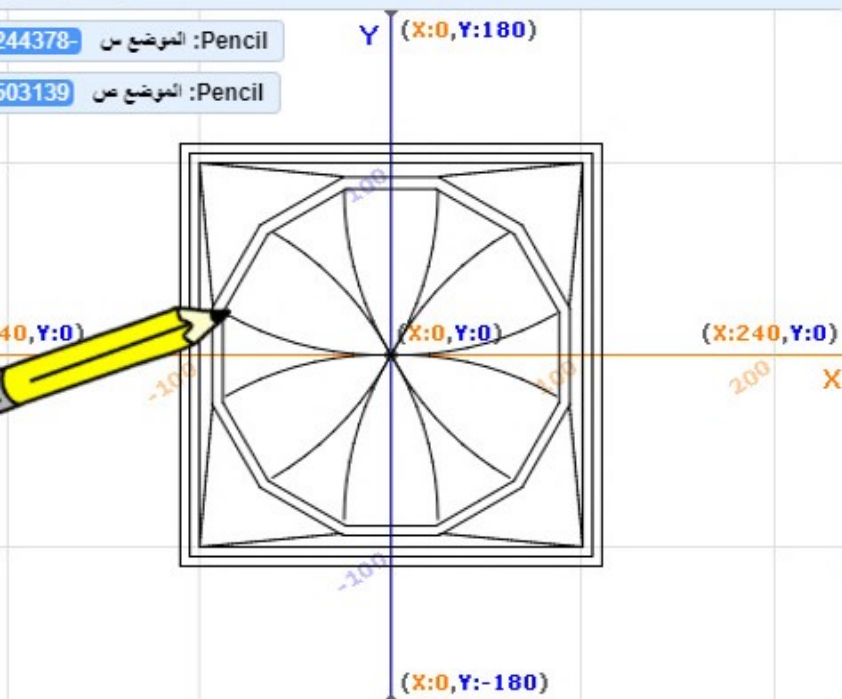 (X:0,Y:180)
Y
Pencil: الموضع س 244378-
Pencil: الموضع ص 503139
100
40,Y:0)
(X:0,Y:0)
(X:240,Y:0)
-100
100
200
X
-100
(X:0,Y:-180)